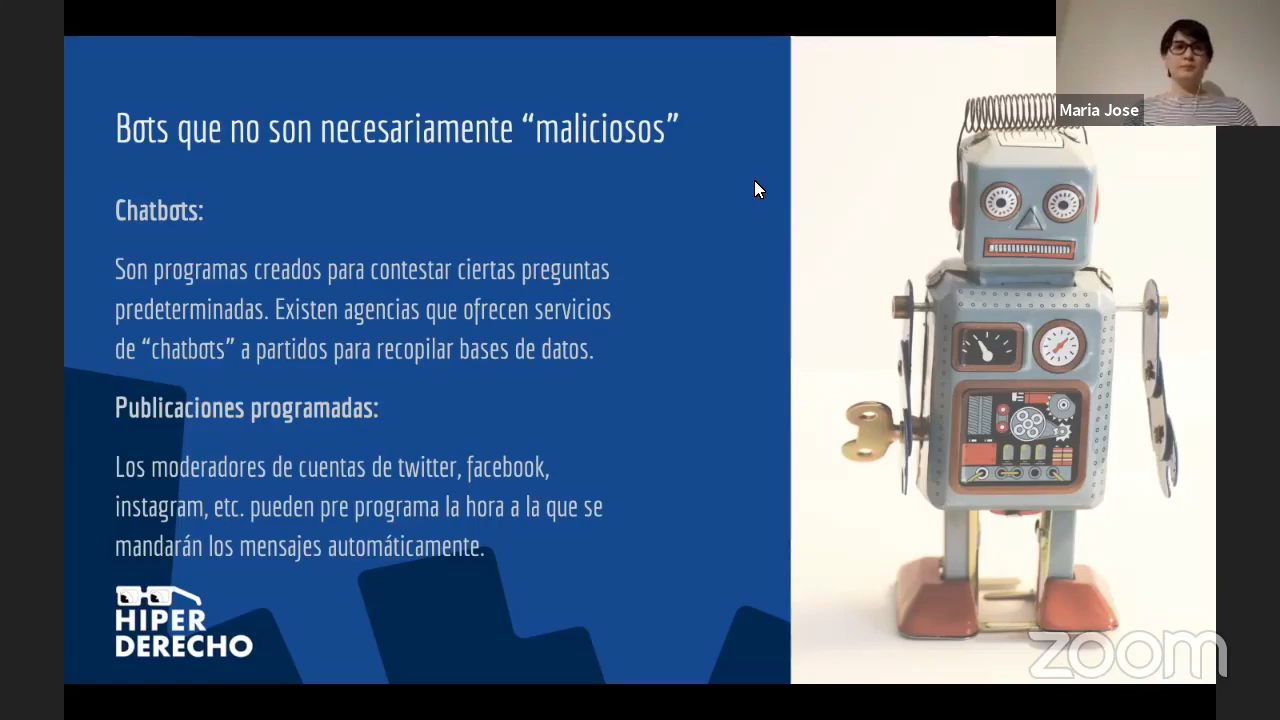 Maria Jose
Bots que no son necesariamente “maliciosos”
Chatbots:
Son programas creados para contestar ciertas preguntas
predeterminadas. Existen agencias que ofrecen servicios
de “chatbots” a partidos para recopilar bases de datos.
Publicaciones programadas:
Los moderadores de cuentas de twitter, facebook,
instagram, etc. pueden pre programa la hora a la que se
mandarán los mensajes automáticamente.
HIPER
DERECHO
zoom